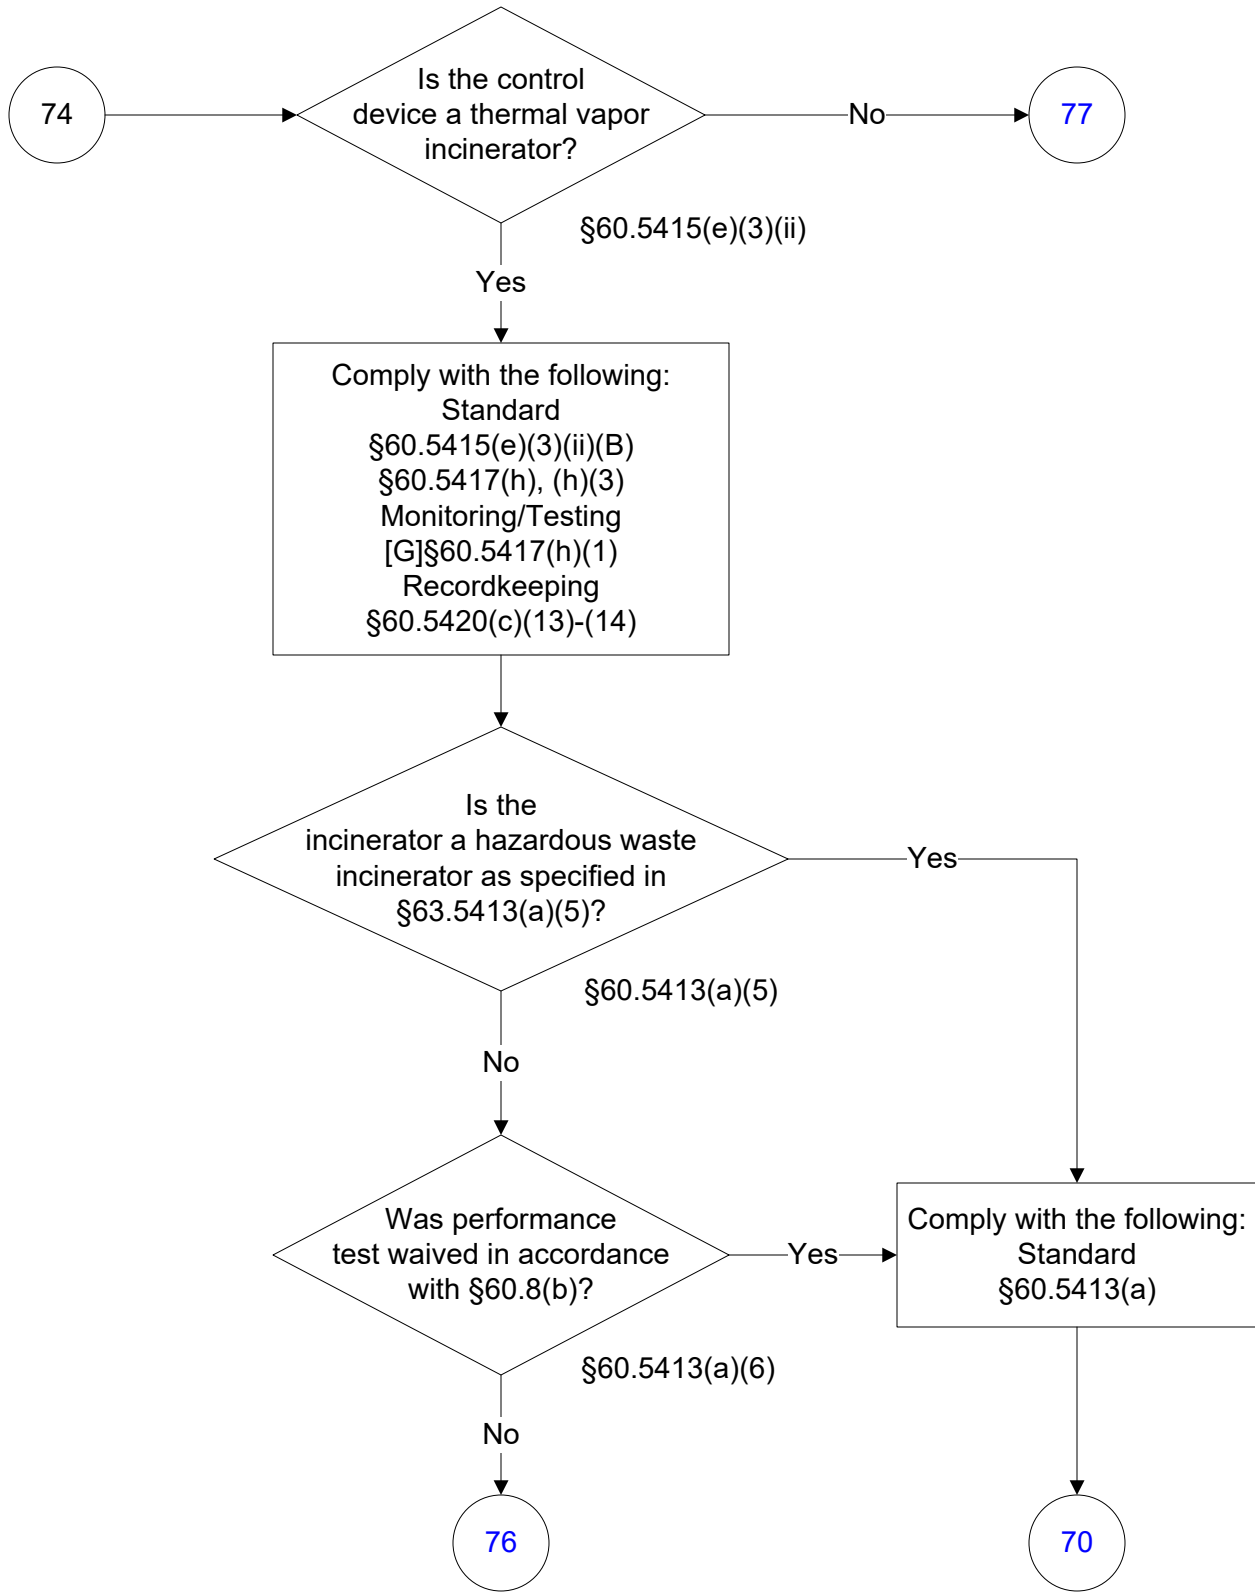 74
Is the control
device a thermal vapor
incinerator?
No
77
§60.5415(e)(3)(ii)
Yes
Comply with the following:
Standard
§60.5415(e)(3)(ii)(B)
§60.5417(h), (h)(3)
Monitoring/Testing
[G]§60.5417(h)(1)
Recordkeeping
§60.5420(c)(13)-(14)
Is the
incinerator a hazardous waste
incinerator as specified in
§63.5413(a)(5)?
Yes
§60.5413(a)(5)
No
Was performance
test waived in accordance
with §60.8(b)?
Yes
Comply with the following:
Standard
§60.5413(a)
§60.5413(a)(6)
No
76
70